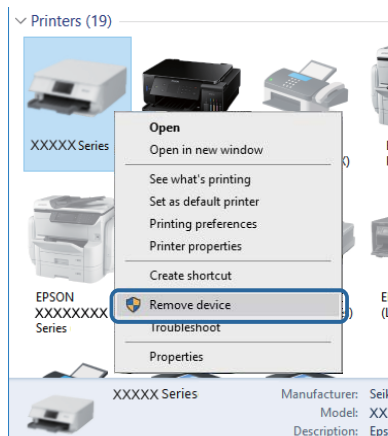 Printers (19)
XXXXX Series
Open
Open in new window
See what's printing
Set as default printer
Printing preferences
Printer properties
Create shortcut
Remove device
Troubleshoot
Properties
EPSON
XXXXXXXX
Series
XXXXX Series
Manufacturer:
Model: XX
Description: